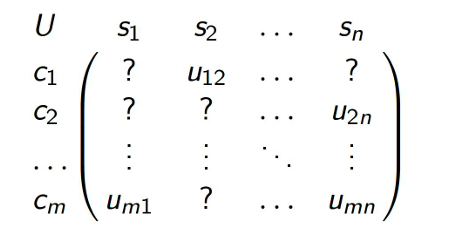 U s₁ s₂ … sₙ
c₁ ? u₁₂ … ?
c₂ ? ? … u₂ₙ
… ⋮ ⋮ ⋱ ⋮
cₘ uₘ₁ ? … uₘₙ